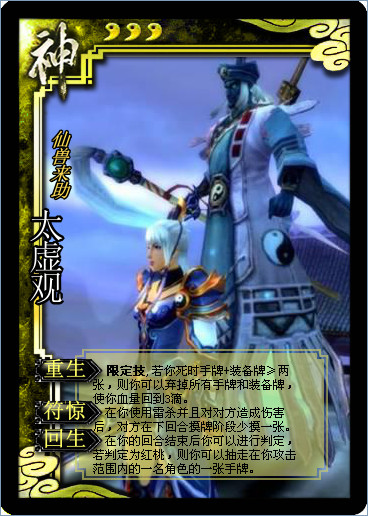 神
仙兽来助
太虚观
重生
限定技，若你死时手牌+装备牌≥两
张，则你可以弃掉所有手牌和装备牌，
使你血量回到3滴。
符惊
在你使用雷杀并且对对方造成伤害
后，对方在下回合摸牌阶段少摸一张。
回生
在你的回合结束后你可以进行判定，
若判定为红桃，则你可以抽走在你攻击
范围内的一名角色的一张手牌。